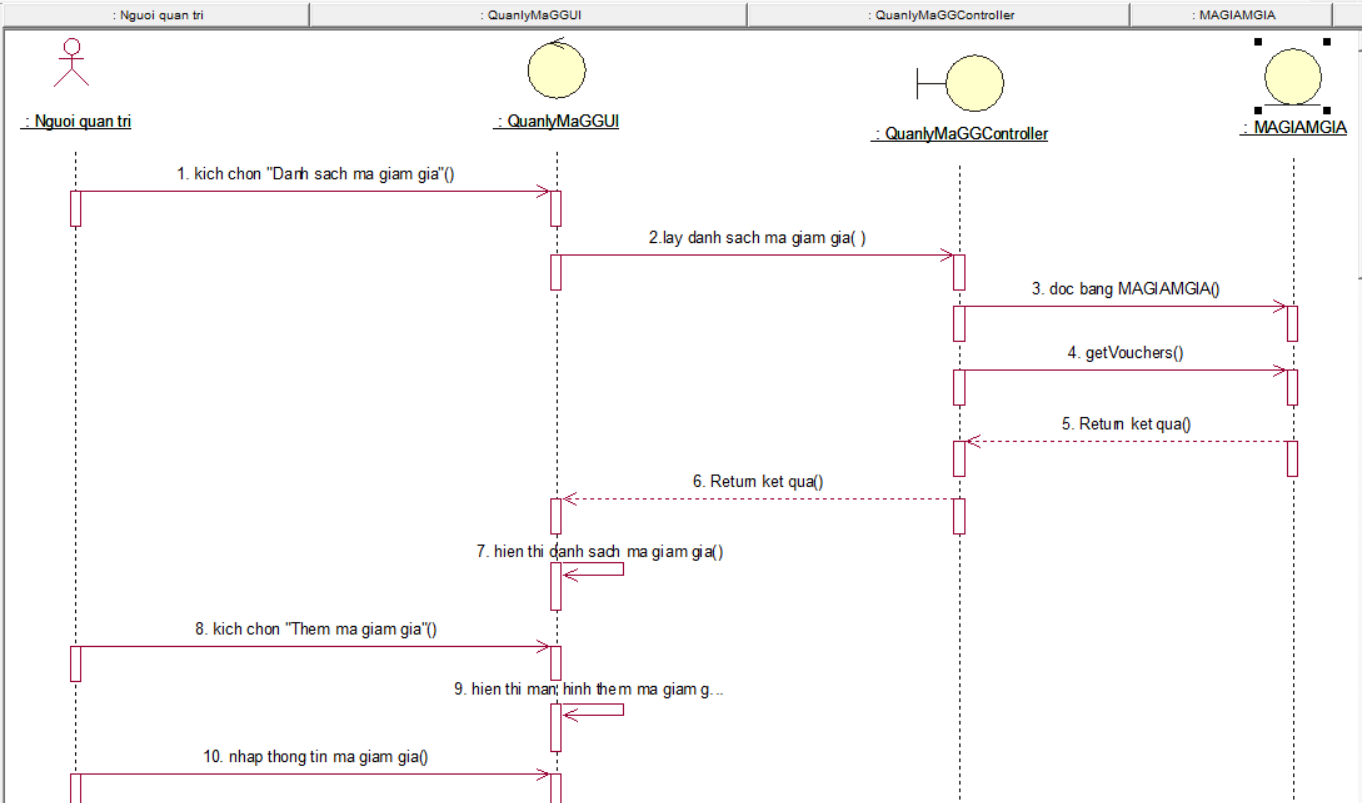 : Nguoi quan tri
: QuanlyMaGGUI
: QuanlyMaGGController
: MAGIAMGIA
: Nguoi quan tri
: QuanlyMaGGUI
: QuanlyMaGGController
: MAGIAMGIA
1. kich chon "Danh sach ma giam gia"()
2.lay danh sach ma giam gia( )
3. doc bang MAGIAMGIA()
4. getVouchers()
5. Return ket qua()
6. Return ket qua()
7. hien thi danh sach ma giam gia()
8. kich chon "Them ma giam gia"()
9. hien thi man hinh them ma giam g...
10. nhap thong tin ma giam gia()